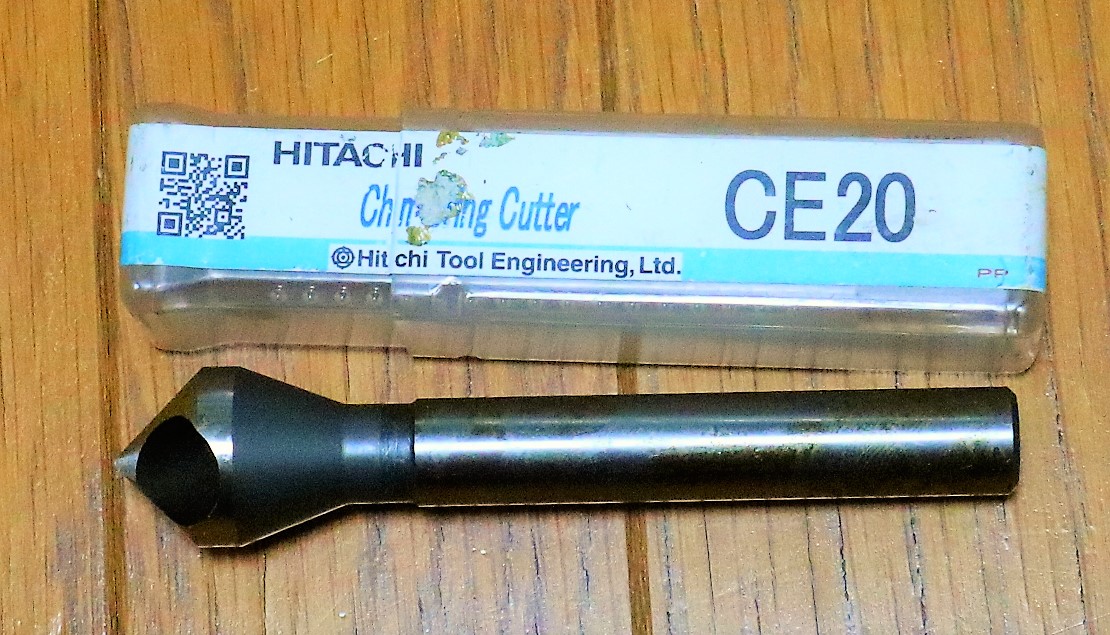 HITACHI
Cutter
CE20
Hitachi Tool Engineering, Ltd.
PP